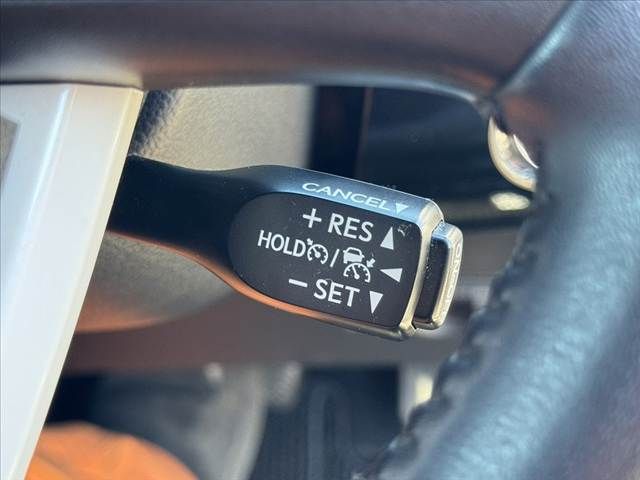 CANCEL▼
+ RES ▲
HOLD / ◀
− SET ▼